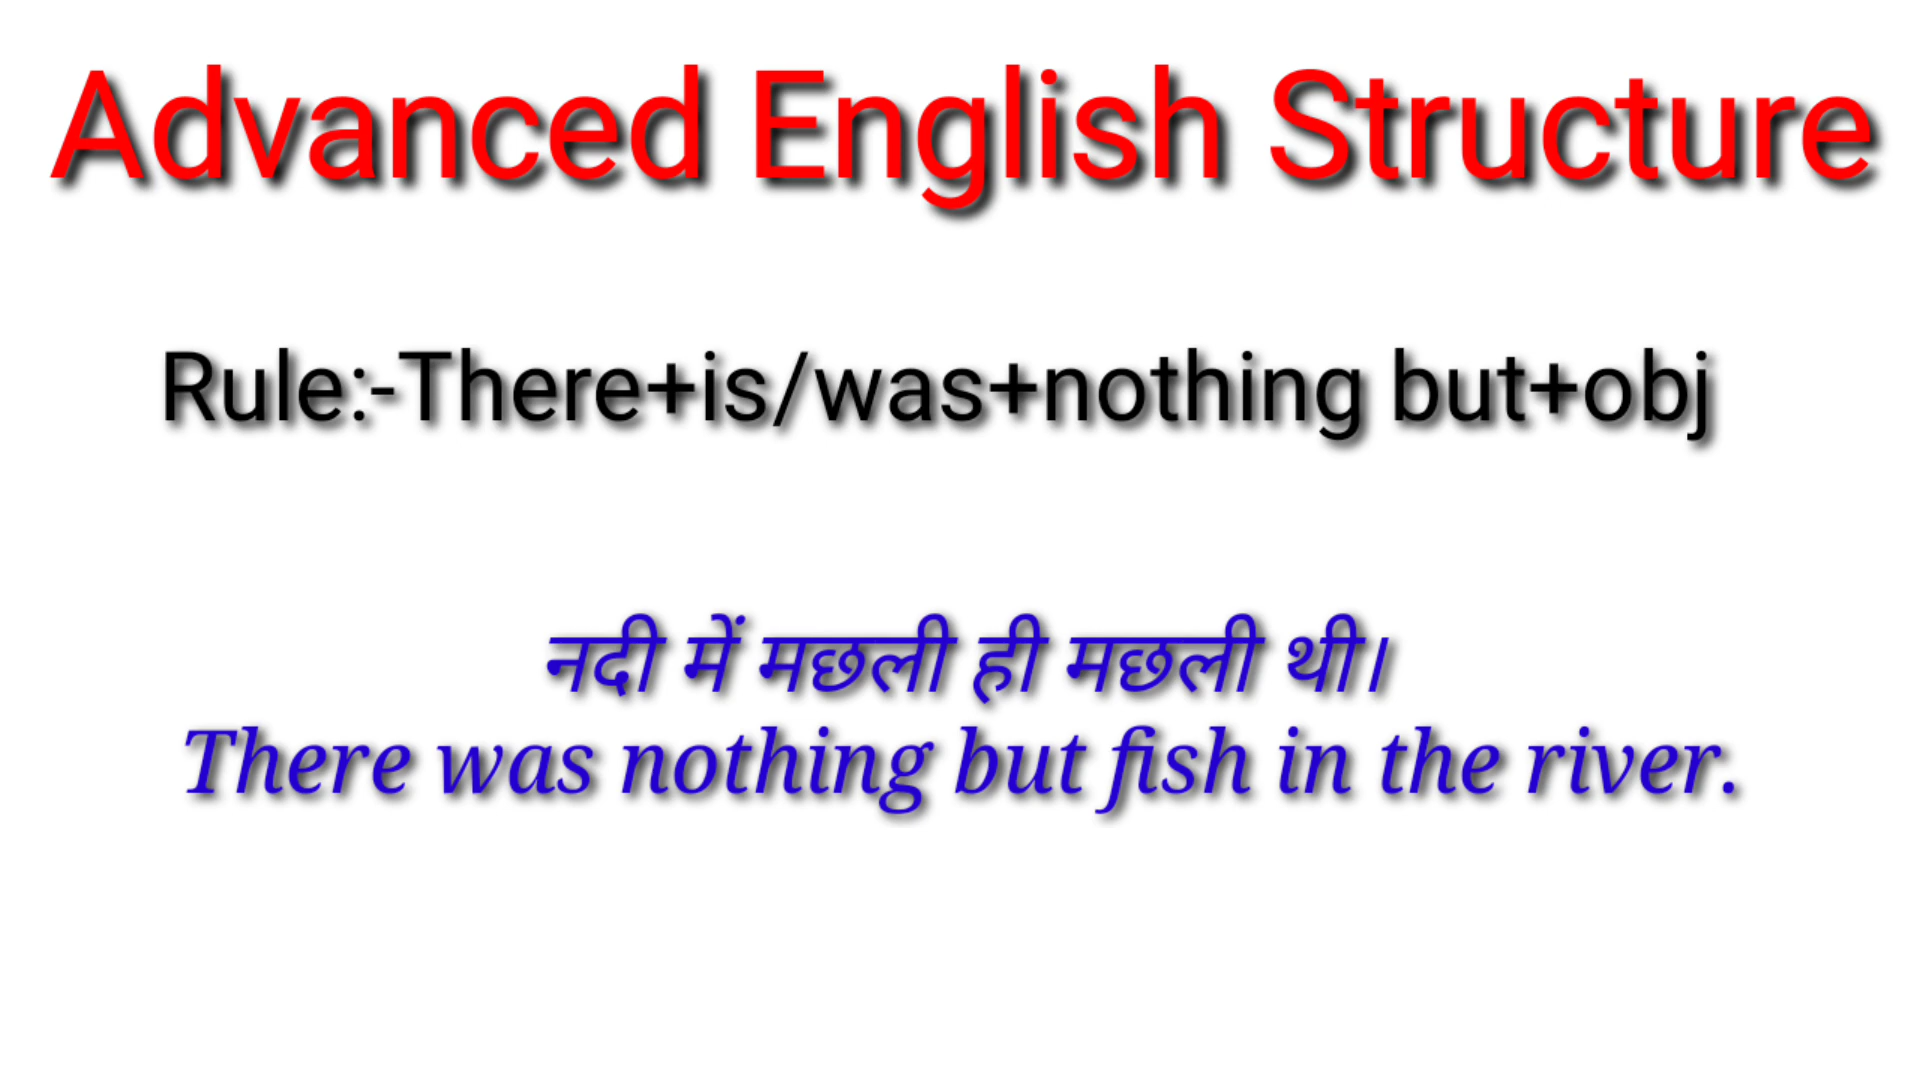 Advanced English Structure
Rule:-There+is/was+nothing but+obj
नदी में मछली ही मछली थी।
There was nothing but fish in the river.